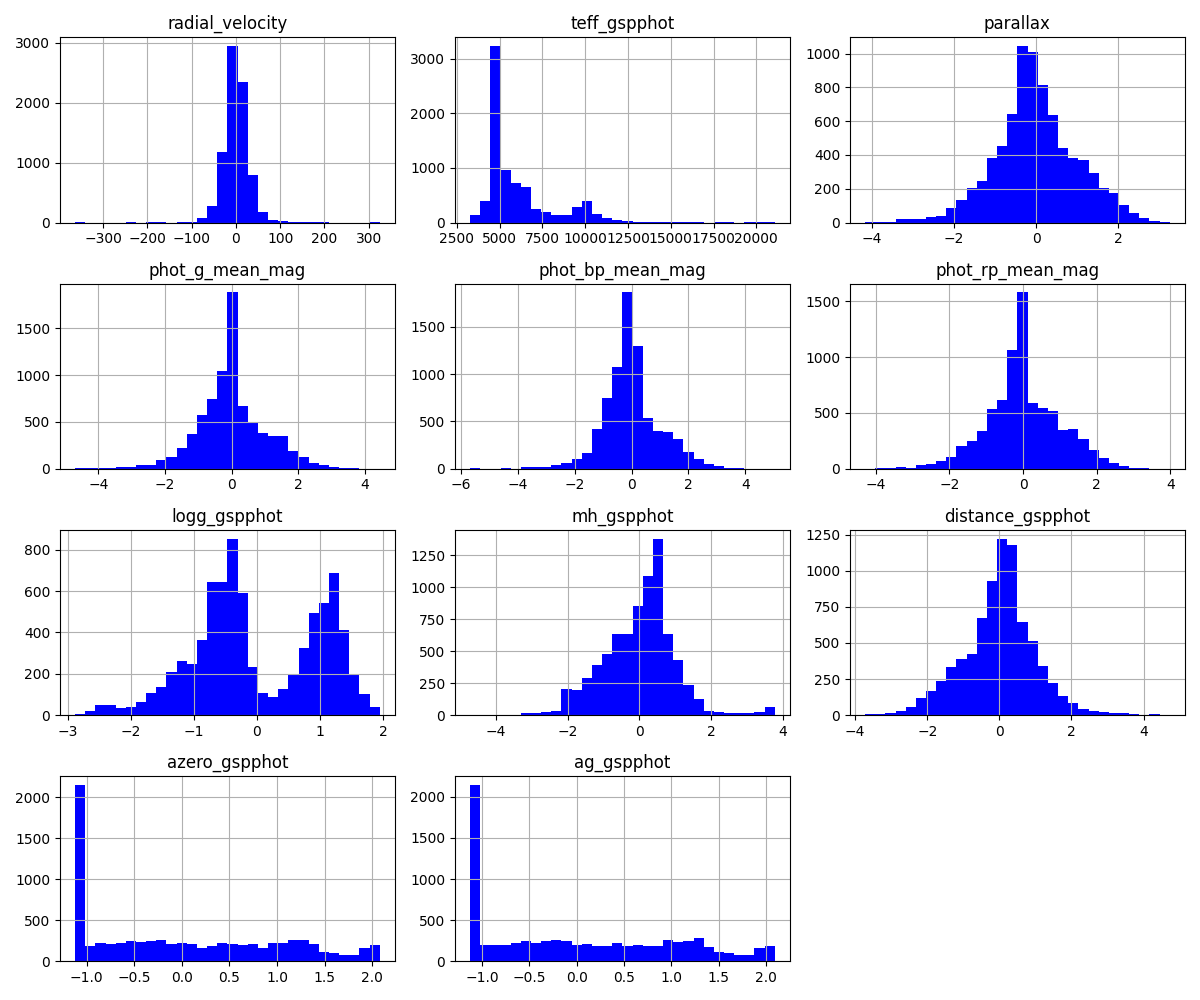 radial_velocity
3000
2000
1000
0
−300 −200 −100 0 100 200 300
teff_gspphot
3000
2000
1000
0
2500 5000 7500 10000 12500 15000 17500 20000
parallax
1000
800
600
400
200
0
−4 −2 0 2
phot_g_mean_mag
1500
1000
500
0
−4 −2 0 2 4
phot_bp_mean_mag
1500
1000
500
0
−6 −4 −2 0 2 4
phot_rp_mean_mag
1500
1000
500
0
−4 −2 0 2 4
logg_gspphot
800
600
400
200
0
−3 −2 −1 0 1 2
mh_gspphot
1250
1000
750
500
250
0
−4 −2 0 2 4
distance_gspphot
1250
1000
750
500
250
0
−4 −2 0 2 4
azero_gspphot
2000
1500
1000
500
0
−1.0 −0.5 0.0 0.5 1.0 1.5 2.0
ag_gspphot
2000
1500
1000
500
0
−1.0 −0.5 0.0 0.5 1.0 1.5 2.0